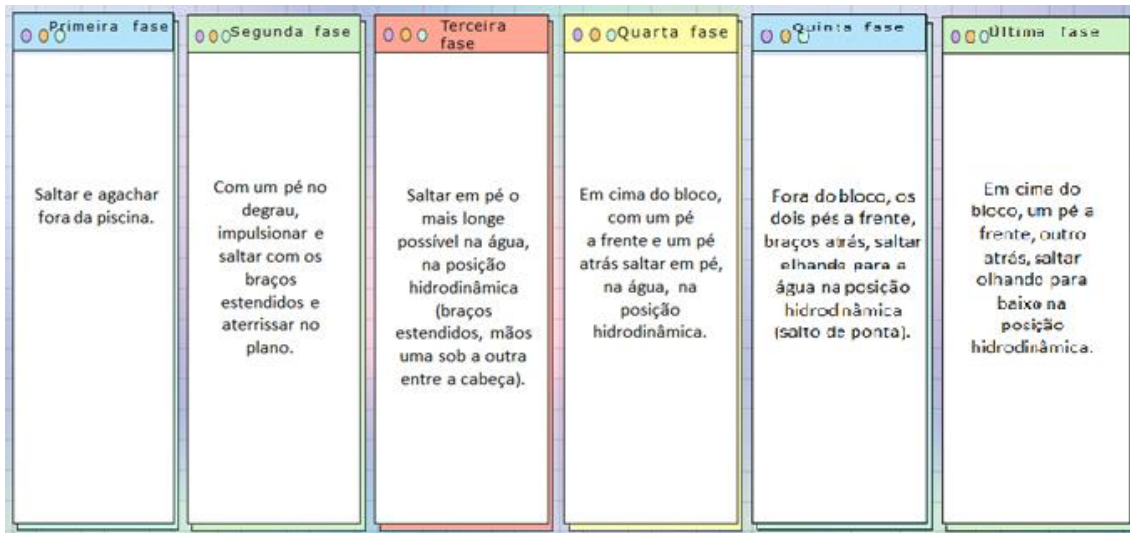 Primeira fase
Saltar e agachar
fora da piscina.
Segunda fase
Com um pé no
degrau,
impulsionar e
saltar com os
braços
estendidos e
aterrissar no
plano.
Terceira
fase
Saltar em pé o
mais longe
possível na água,
na posição
hidrodinâmica
(braços
estendidos, mãos
uma sob a outra
entre a cabeça).
Quarta fase
Em cima do bloco,
com um pé
a frente e um pé
atrás saltar em pé,
na água, na
posição
hidrodinâmica.
Quinta fase
Fora do bloco, os
dois pés a frente,
braços atrás, saltar
olhando para a
água na posição
hidrodinâmica
(salto de ponta).
Última fase
Em cima do
bloco, um pé a
frente, outro
atrás, saltar
olhando para
baixo na
posição
hidrodinâmica.